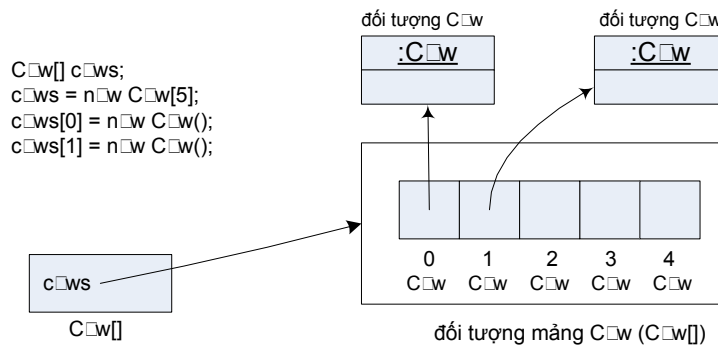 đối tượng C□w
đối tượng C□w
:C□w
:C□w
C□w[] c□ws;
c□ws = n□w C□w[5];
c□ws[0] = n□w C□w();
c□ws[1] = n□w C□w();
0 1 2 3 4
C□w C□w C□w C□w C□w
c□ws
C□w[]
đối tượng mảng C□w (C□w[])